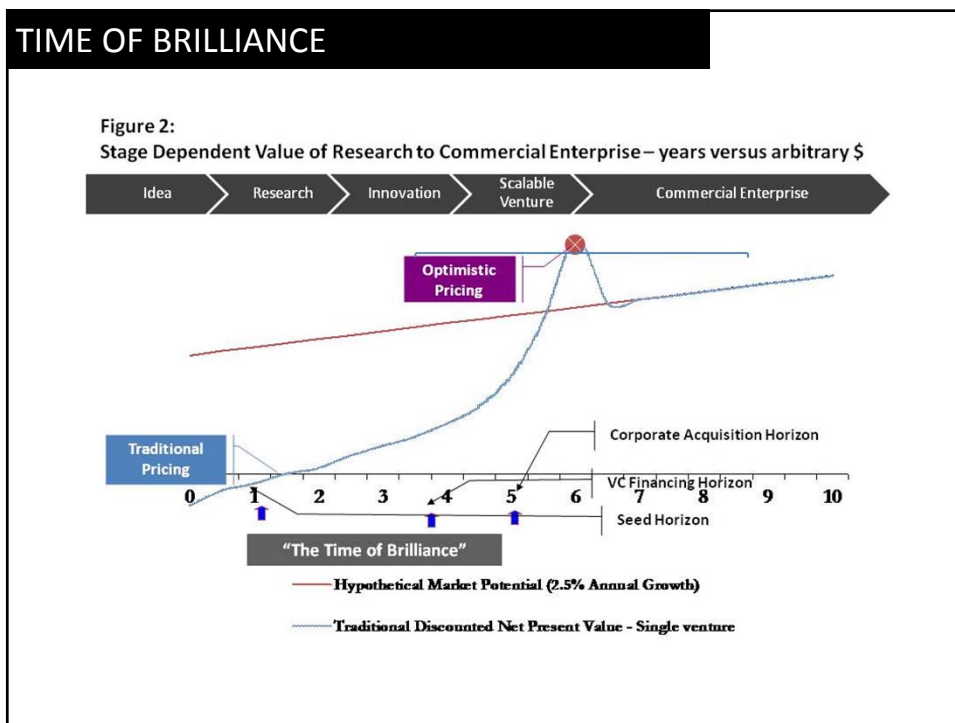 TIME OF BRILLIANCE
Figure 2:
Stage Dependent Value of Research to Commercial Enterprise – years versus arbitrary $
Idea
Research
Innovation
Scalable
Venture
Commercial Enterprise
Optimistic
Pricing
Traditional
Pricing
Corporate Acquisition Horizon
VC Financing Horizon
Seed Horizon
0 1 2 3 4 5 6 7 8 9 10
“The Time of Brilliance”
Hypothetical Market Potential (2.5% Annual Growth)
Traditional Discounted Net Present Value - Single venture